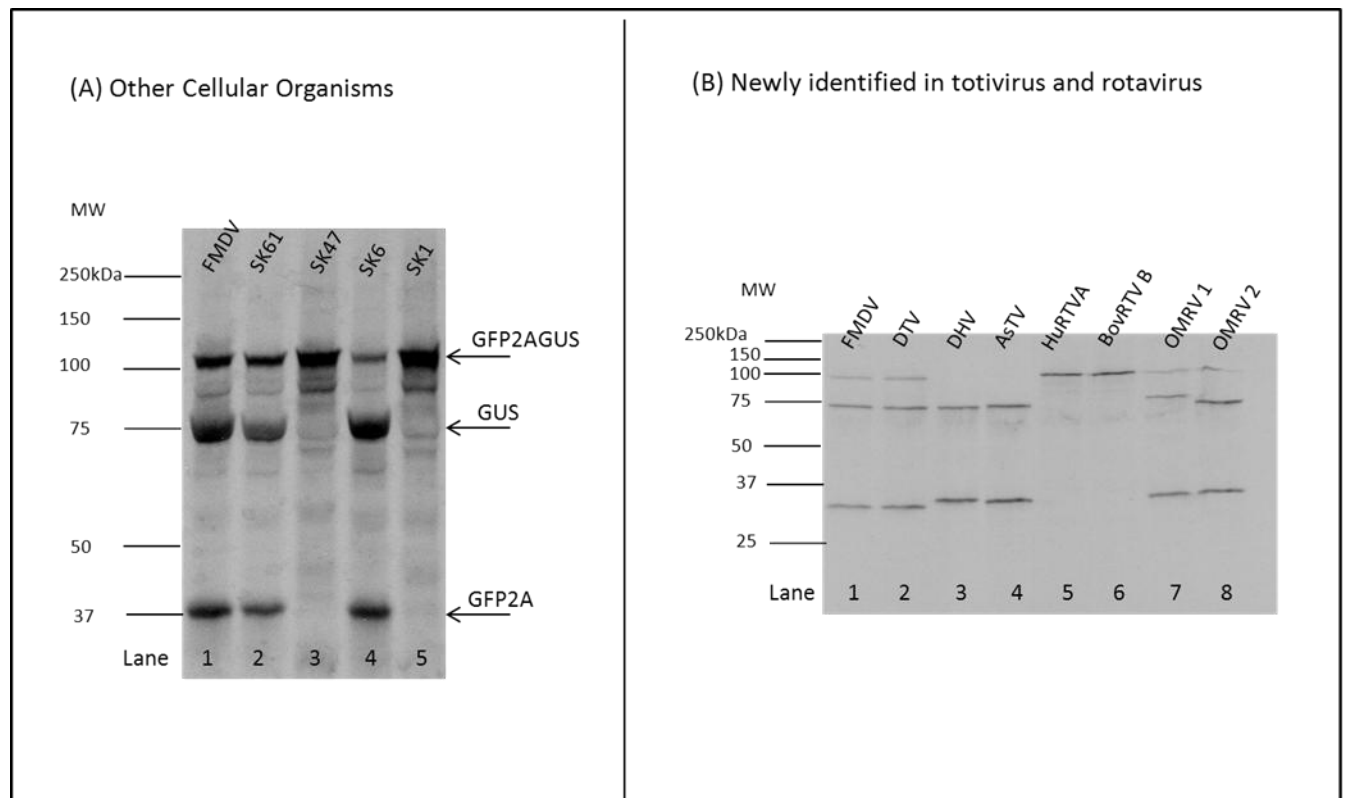 (A) Other Cellular Organisms
MW
FMDV SK61 SK47 SK6 SK1
250kDa
150
100
75
50
37
GFP2AGUS
GUS
GFP2A
Lane 1 2 3 4 5
(B) Newly identified in totivirus and rotavirus
MW
FMDV DTV DHV AsTV HuRTVA BovRTV B OMRV 1 OMRV 2
250kDa
150
100
75
50
37
25
Lane 1 2 3 4 5 6 7 8